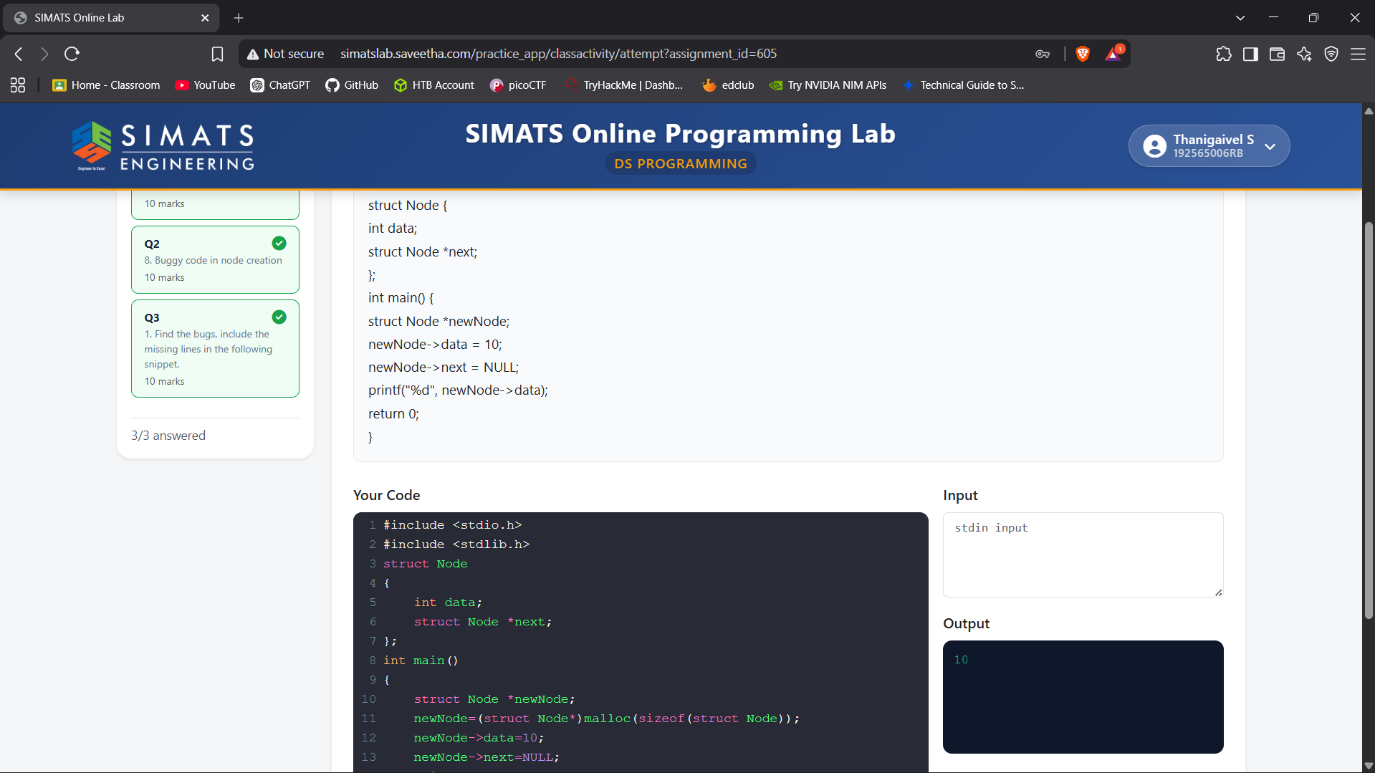 SIMATS Online Lab
Not secure simatslab.saveetha.com/practice_app/classactivity/attempt?assignment_id=605
1
Home - Classroom YouTube ChatGPT GitHub HTB Account picoCTF TryHackMe | Dashb... edclub Try NVIDIA NIM APIs Technical Guide to S...
SIMATS
ENGINEERING
Engineer to Excel
SIMATS Online Programming Lab
DS PROGRAMMING
Thanigaivel S
192565006RB
10 marks
Q2
8. Buggy code in node creation
10 marks
Q3
1. Find the bugs, include the
missing lines in the following
snippet.
10 marks
3/3 answered
struct Node {
int data;
struct Node *next;
};
int main() {
struct Node *newNode;
newNode->data = 10;
newNode->next = NULL;
printf("%d", newNode->data);
return 0;
}
Your Code
1 #include <stdio.h>
2 #include <stdlib.h>
3 struct Node
4 {
5 int data;
6 struct Node *next;
7 };
8 int main()
9 {
10 struct Node *newNode;
11 newNode=(struct Node*)malloc(sizeof(struct Node));
12 newNode->data=10;
13 newNode->next=NULL;
Input
stdin input
Output
10